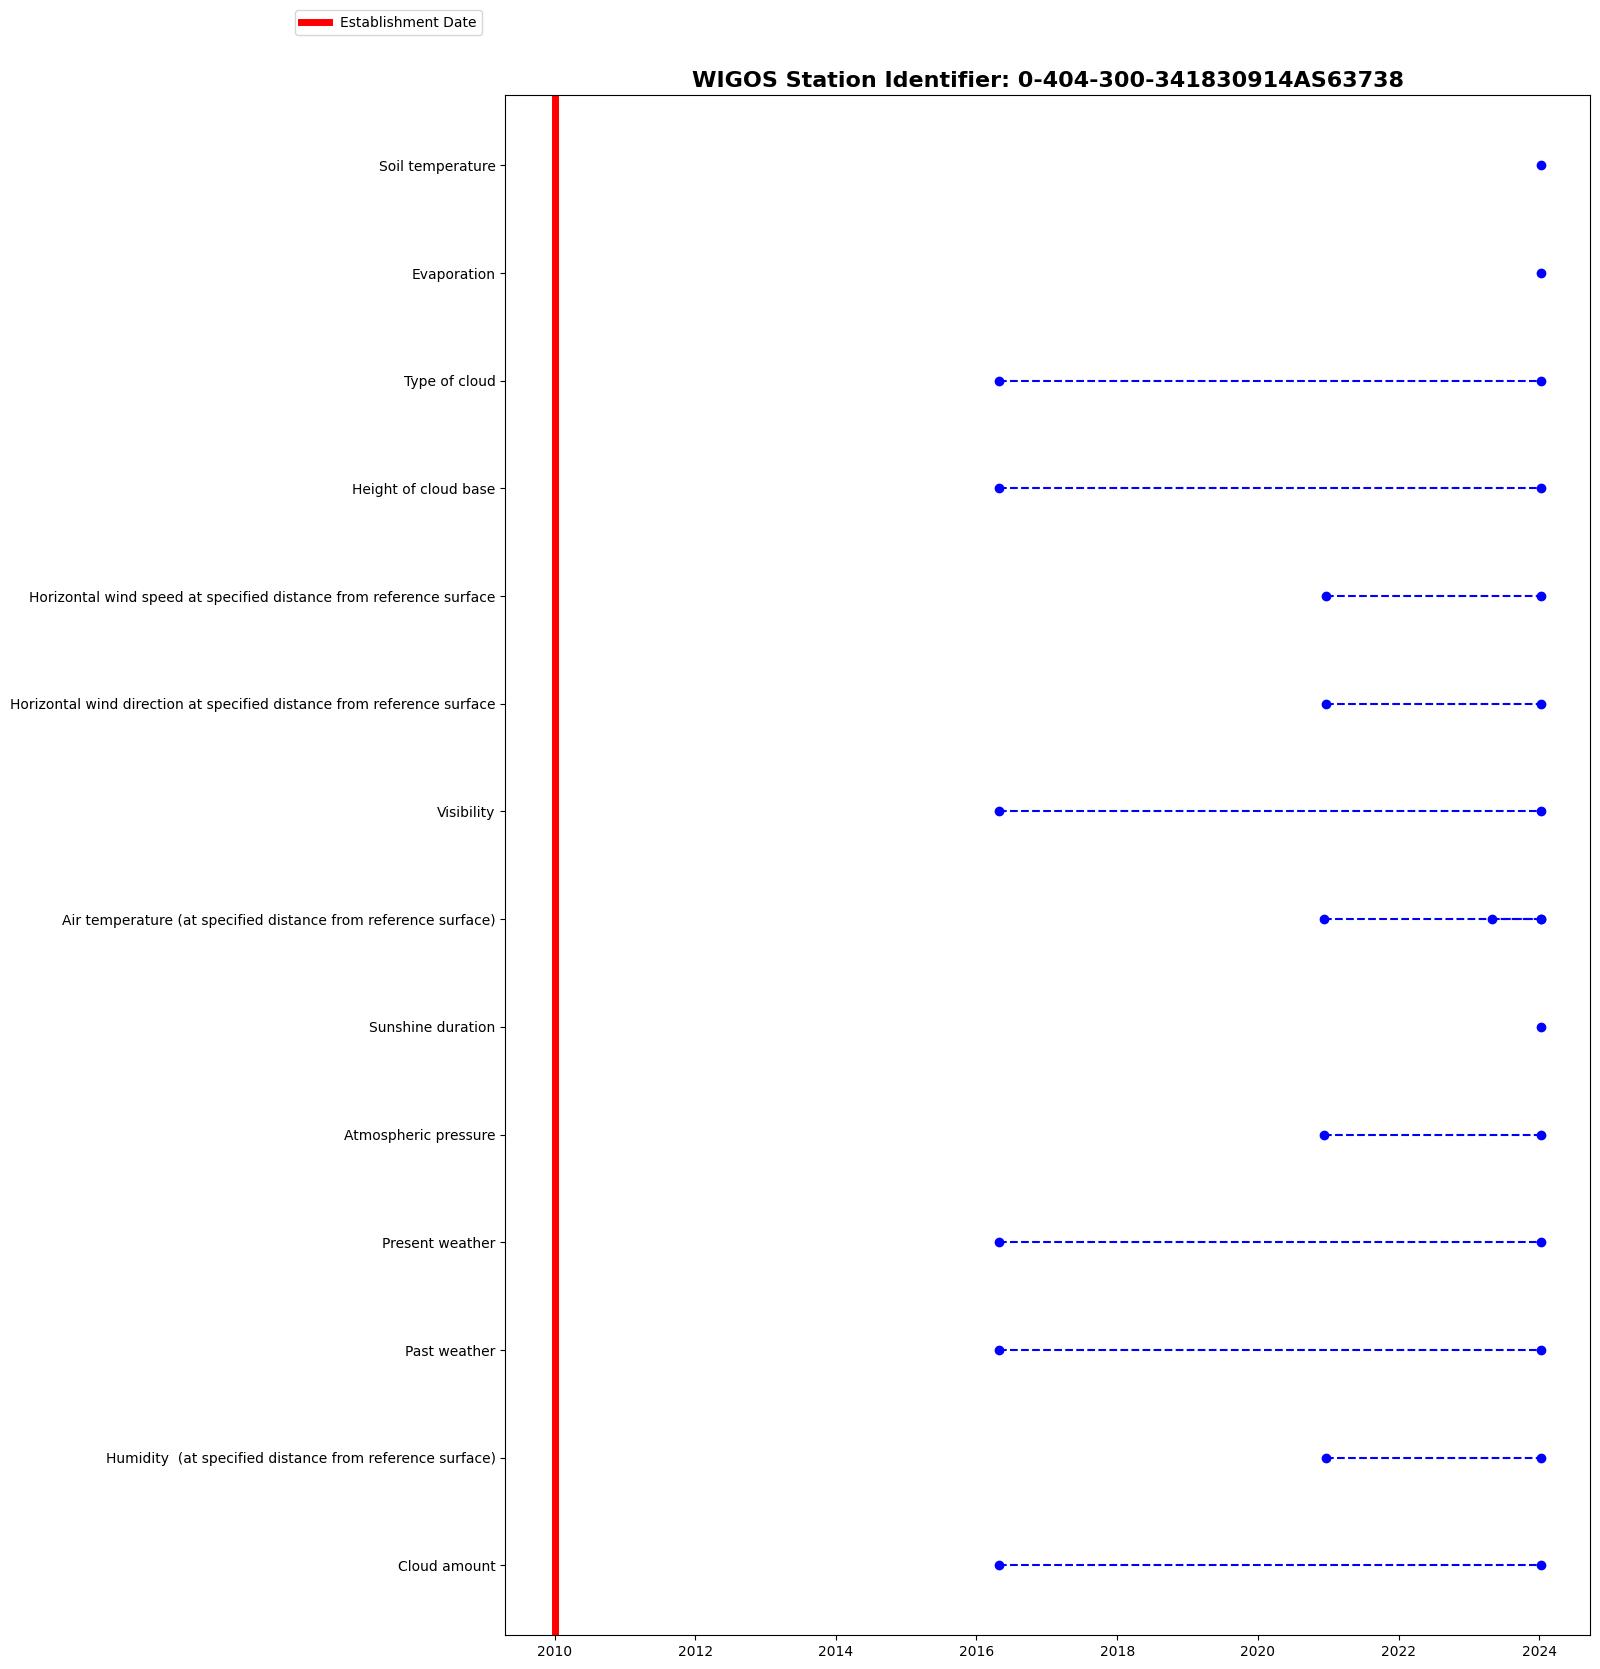 Establishment Date
WIGOS Station Identifier: 0-404-300-341830914AS63738
Soil temperature
Evaporation
Type of cloud
Height of cloud base
Horizontal wind speed at specified distance from reference surface
Horizontal wind direction at specified distance from reference surface
Visibility
Air temperature (at specified distance from reference surface)
Sunshine duration
Atmospheric pressure
Present weather
Past weather
Humidity  (at specified distance from reference surface)
Cloud amount
2010 2012 2014 2016 2018 2020 2022 2024